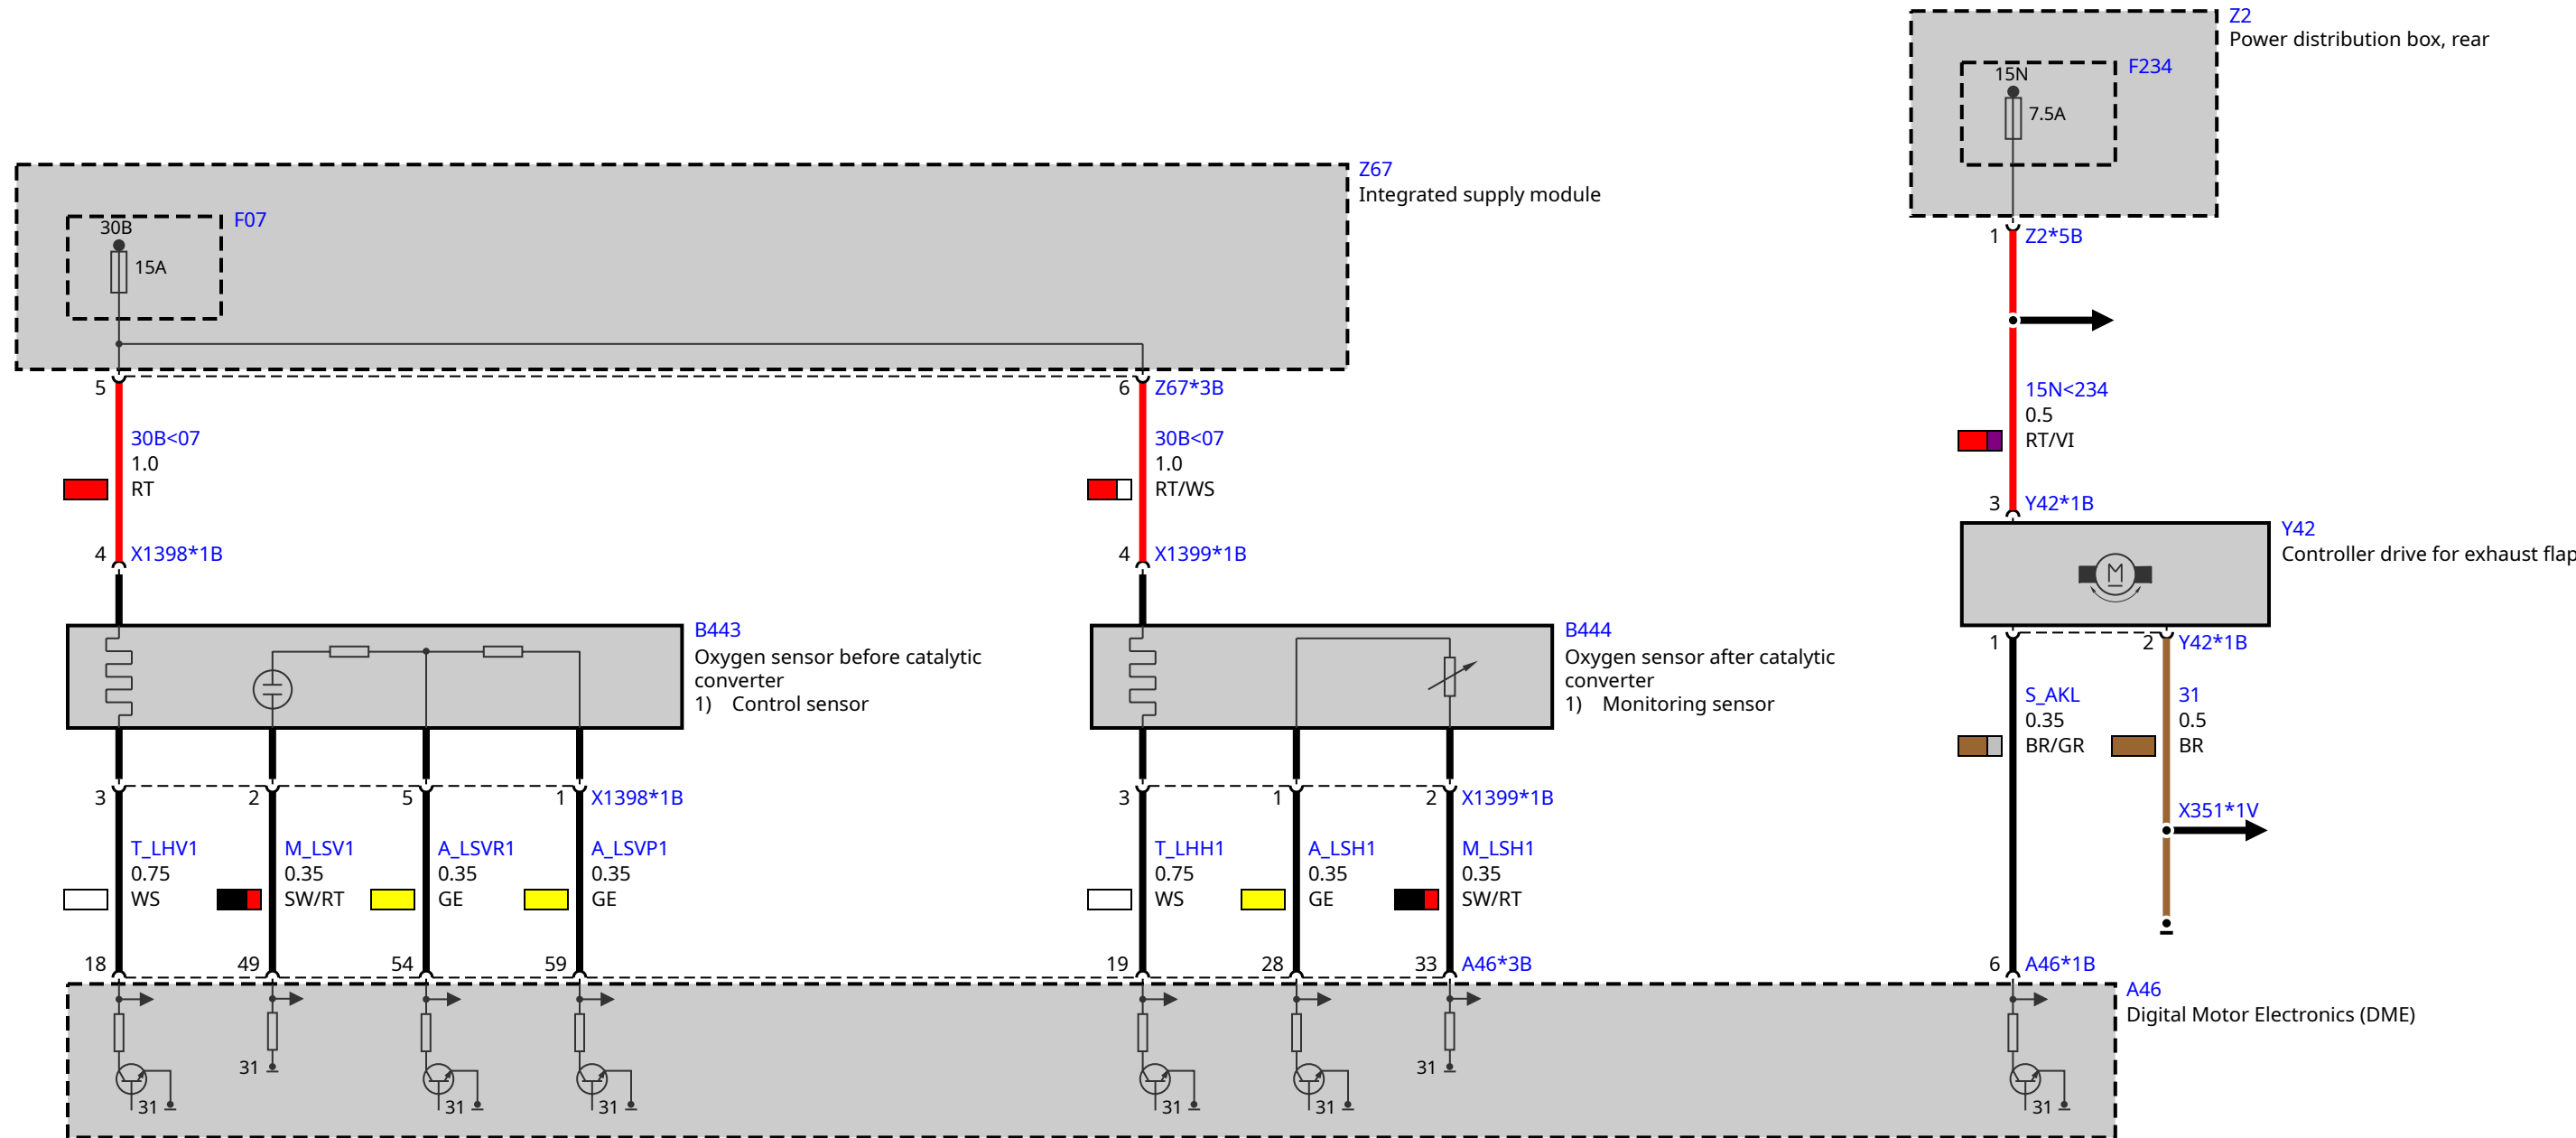 Z2
Power distribution box, rear
F234
15N
7.5A
Z67
Integrated supply module
F07
30B
15A
1 Z2*5B
5
6 Z67*3B
30B<07
1.0
RT
30B<07
1.0
RT/WS
15N<234
0.5
RT/VI
4 X1398*1B
4 X1399*1B
3 Y42*1B
Y42
Controller drive for exhaust flap
B443
Oxygen sensor before catalytic
converter
1) Control sensor
B444
Oxygen sensor after catalytic
converter
1) Monitoring sensor
M
1
2 Y42*1B
S_AKL
0.35
BR/GR
31
0.5
BR
3
2
5
1 X1398*1B
3
1
2 X1399*1B
X351*1V
T_LHV1
0.75
WS
M_LSV1
0.35
SW/RT
A_LSVR1
0.35
GE
A_LSVP1
0.35
GE
T_LHH1
0.75
WS
A_LSH1
0.35
GE
M_LSH1
0.35
SW/RT
18
49
54
59
19
28
33 A46*3B
6 A46*1B
A46
Digital Motor Electronics (DME)
31
31
31
31
31
31
31
31